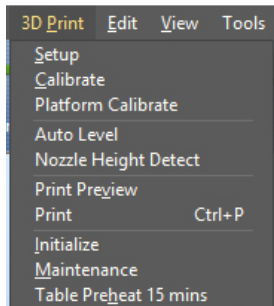 3D Print Edit View Tools
Setup
Calibrate
Platform Calibrate
Auto Level
Nozzle Height Detect
Print Preview
Print Ctrl+P
Initialize
Maintenance
Table Preheat 15 mins